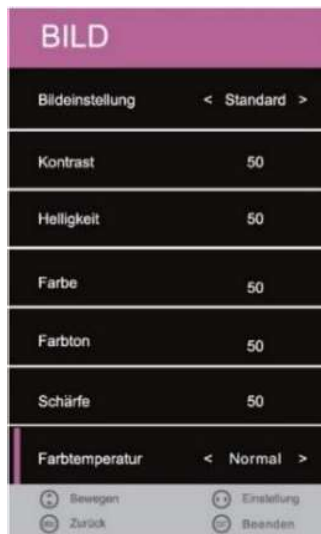 BILD
Bildeinstellung < Standard >
Kontrast 50
Helligkeit 50
Farbe 50
Farbton 50
Schärfe 50
Farbtemperatur < Normal >
Bewegen Einstellung
Zurück Beenden